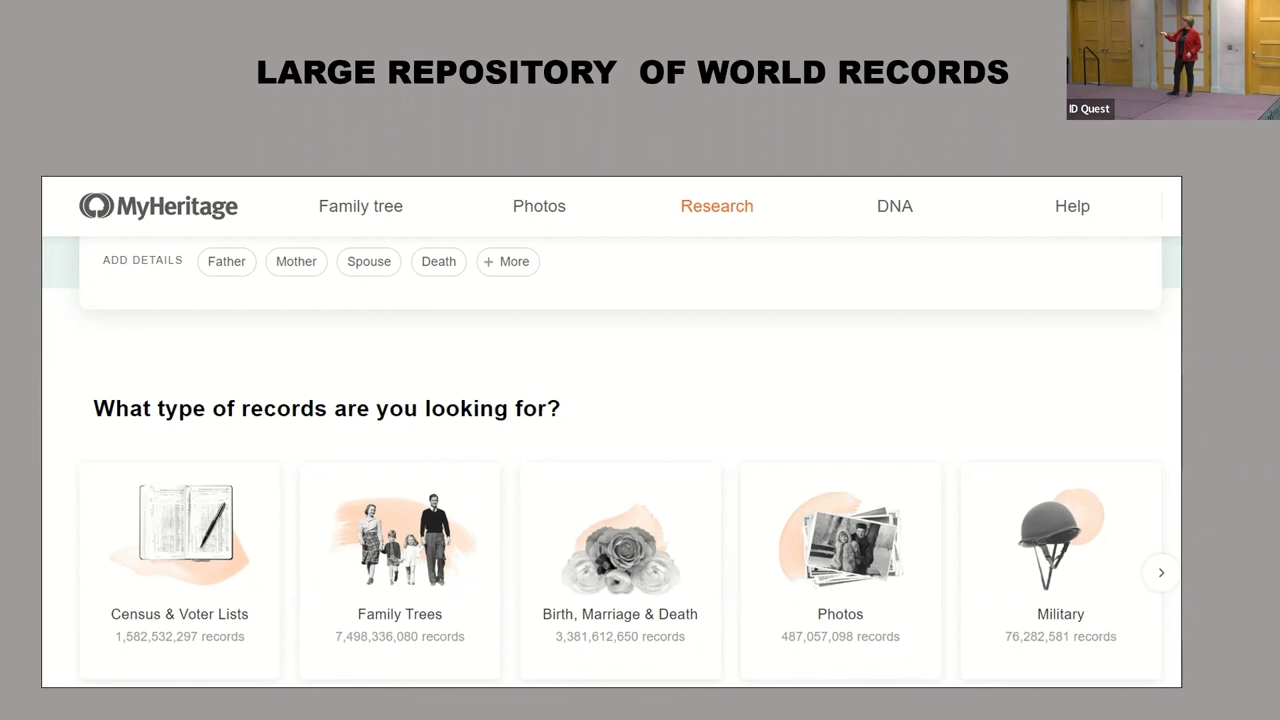 LARGE REPOSITORY OF WORLD RECORDS
ID Quest
MyHeritage Family tree Photos Research DNA Help
ADD DETAILS Father Mother Spouse Death + More
What type of records are you looking for?
Census & Voter Lists
1,582,532,297 records
Family Trees
7,498,336,080 records
Birth, Marriage & Death
3,381,612,650 records
Photos
487,057,098 records
Military
76,282,581 records